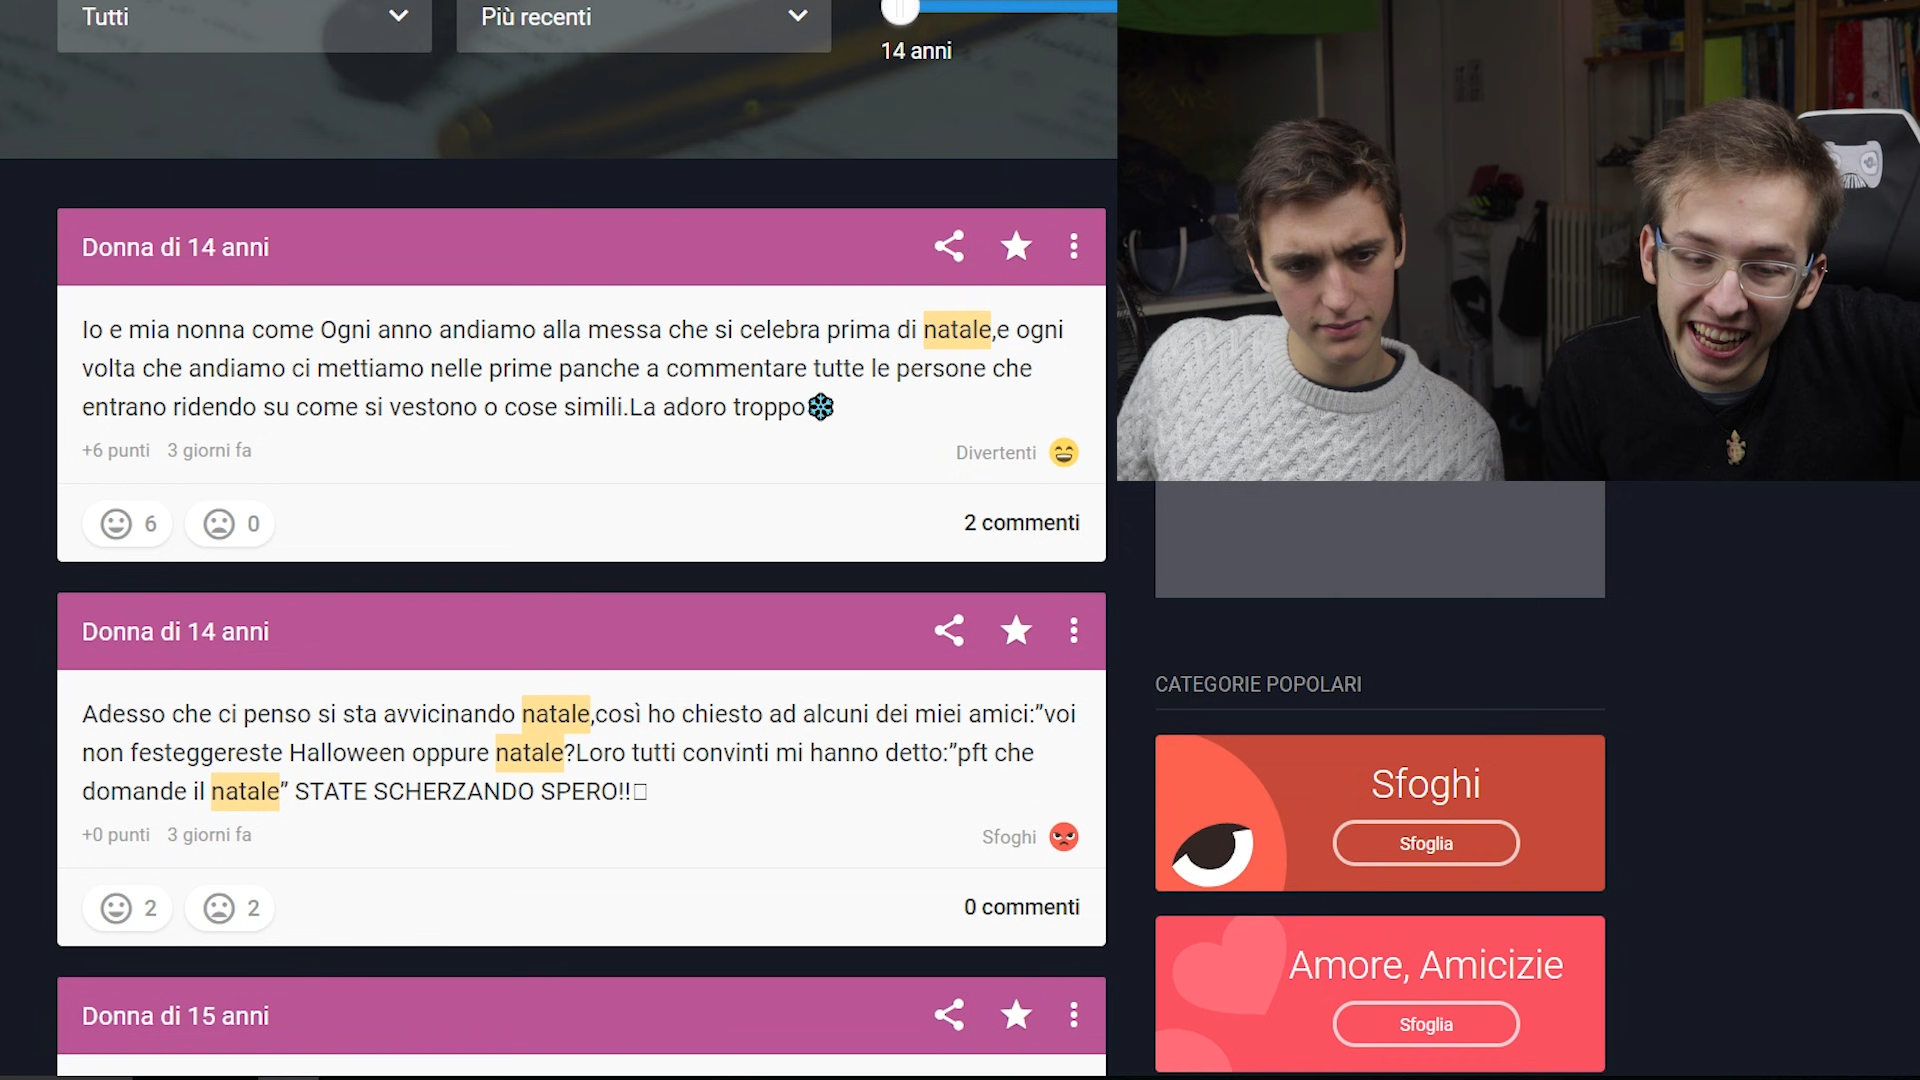 Tutti
Più recenti
14 anni
Donna di 14 anni
Io e mia nonna come Ogni anno andiamo alla messa che si celebra prima di natale,e ogni
volta che andiamo ci mettiamo nelle prime panche a commentare tutte le persone che
entrano ridendo su come si vestono o cose simili.La adoro troppo
+6 punti 3 giorni fa
Divertenti
6
0
2 commenti
Donna di 14 anni
Adesso che ci penso si sta avvicinando natale,così ho chiesto ad alcuni dei miei amici:”voi
non festeggereste Halloween oppure natale?Loro tutti convinti mi hanno detto:”pft che
domande il natale” STATE SCHERZANDO SPERO!!
+0 punti 3 giorni fa
Sfoghi
2
2
0 commenti
Donna di 15 anni
CATEGORIE POPOLARI
Sfoghi
Sfoglia
Amore, Amicizie
Sfoglia